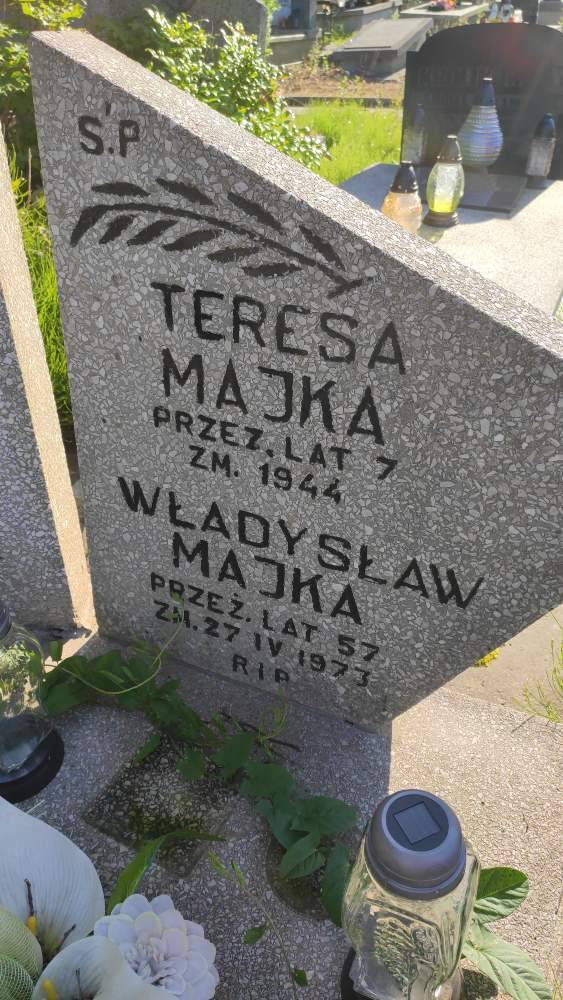 Ś.P
TERESA
MAJKA
PRZEŻ. LAT 7
ZM. 1944
WŁADYSŁAW
MAJKA
PRZEŻ. LAT 57
ZM. 27 IV 1973
RIP